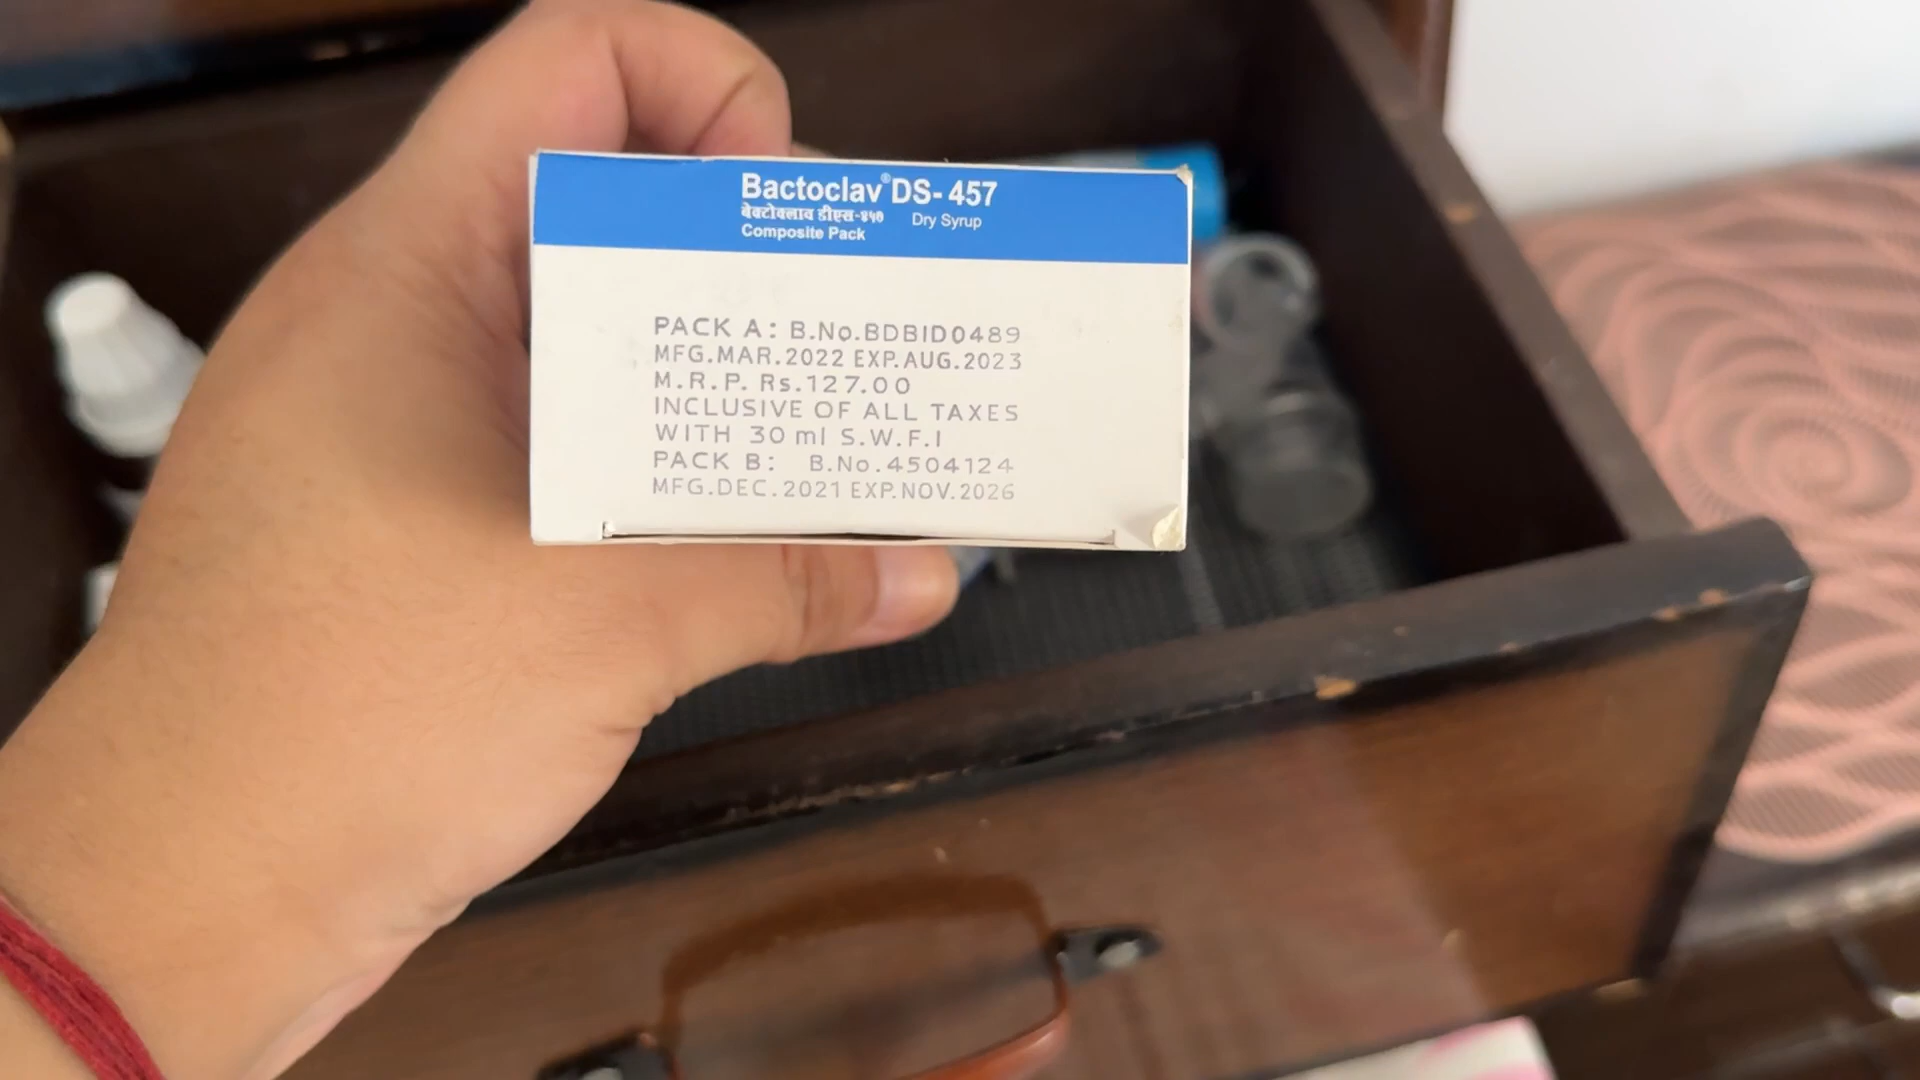 Bactoclav® DS- 457
बेक्टोक्लाव डीएस-४५७ Dry Syrup
Composite Pack
PACK A: B.No.BDBID0489
MFG.MAR.2022 EXP.AUG.2023
M.R.P. Rs.127.00
INCLUSIVE OF ALL TAXES
WITH 30 ml S.W.F.I
PACK B: B.No.4504124
MFG.DEC.2021 EXP.NOV.2026